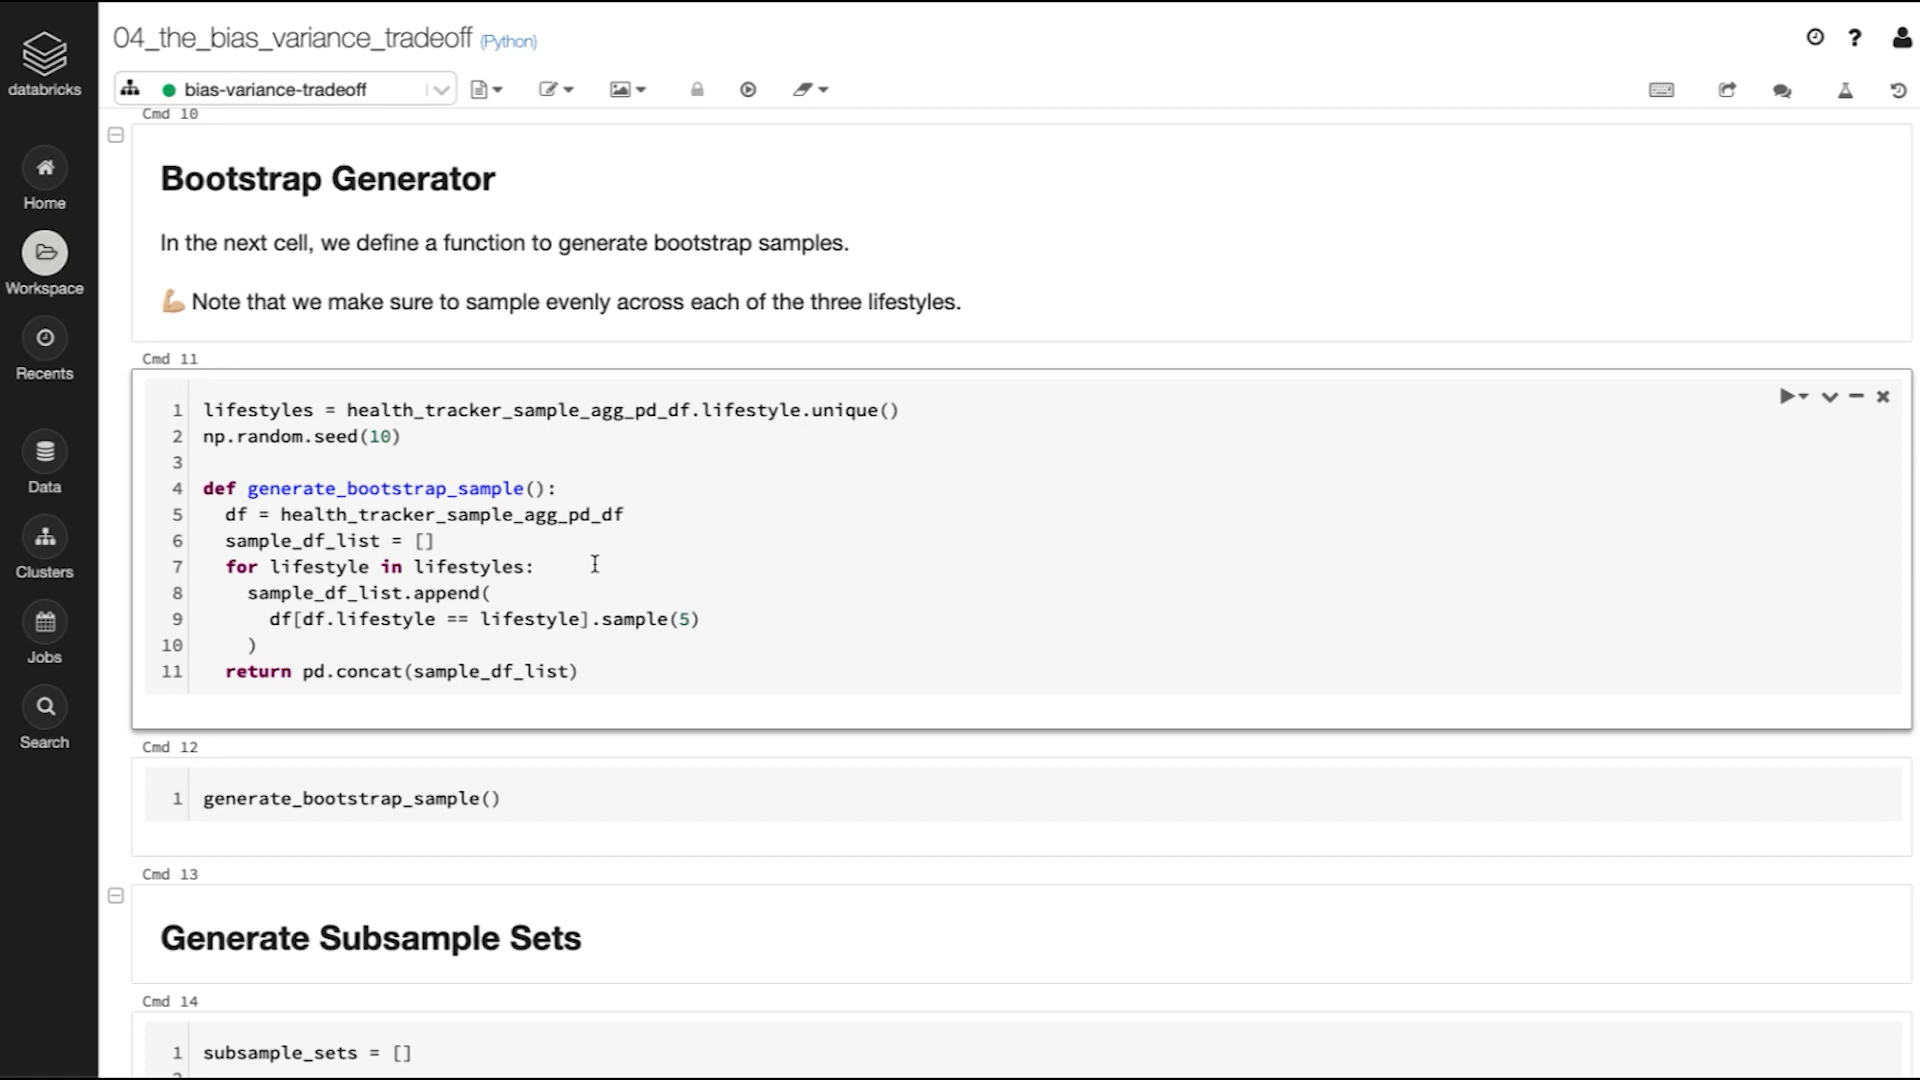 databricks
Home
Workspace
Recents
Data
Clusters
Jobs
Search
04_the_bias_variance_tradeoff (Python)
bias-variance-tradeoff
Cmd 10
Bootstrap Generator
In the next cell, we define a function to generate bootstrap samples.
💪🏼 Note that we make sure to sample evenly across each of the three lifestyles.
Cmd 11
1 lifestyles = health_tracker_sample_agg_pd_df.lifestyle.unique()
2 np.random.seed(10)
3
4 def generate_bootstrap_sample():
5   df = health_tracker_sample_agg_pd_df
6   sample_df_list = []
7   for lifestyle in lifestyles:
8     sample_df_list.append(
9       df[df.lifestyle == lifestyle].sample(5)
10     )
11   return pd.concat(sample_df_list)
Cmd 12
1 generate_bootstrap_sample()
Cmd 13
Generate Subsample Sets
Cmd 14
1 subsample_sets = []